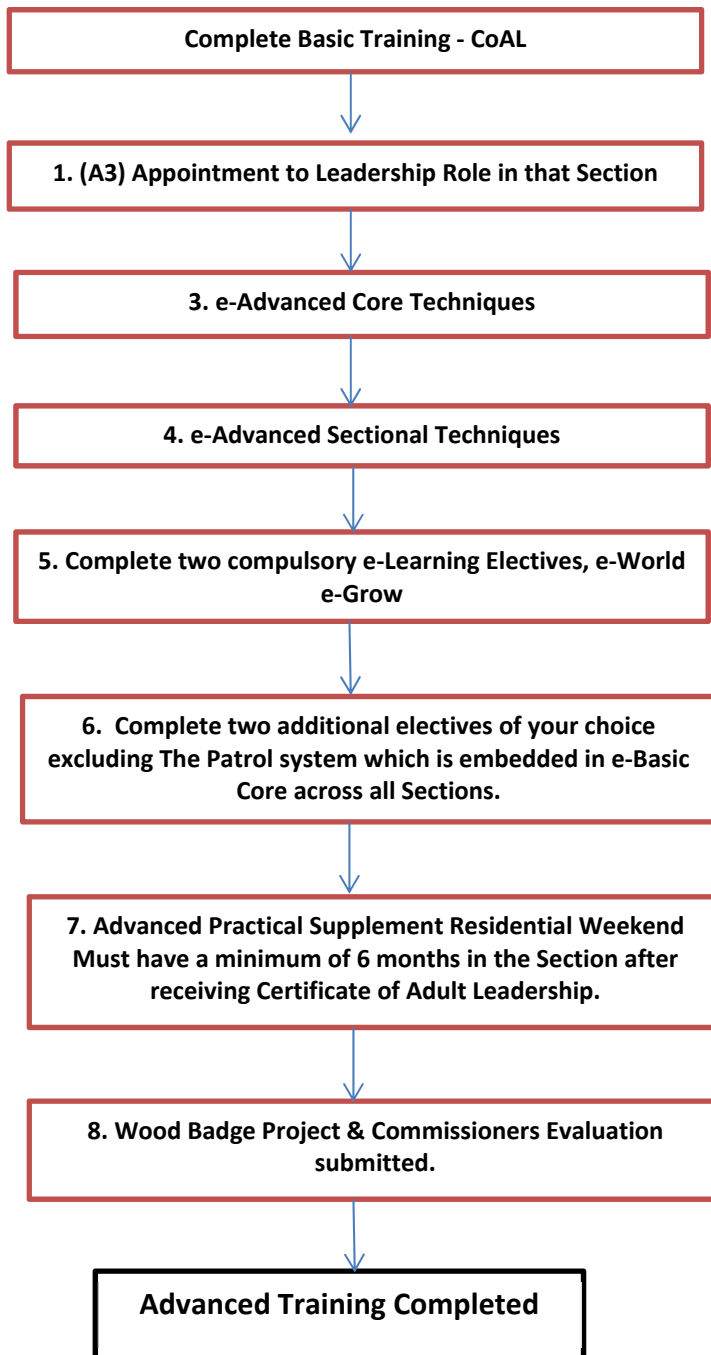 Complete Basic Training - CoAL
1. (A3) Appointment to Leadership Role in that Section
3. e-Advanced Core Techniques
4. e-Advanced Sectional Techniques
5. Complete two compulsory e-Learning Electives, e-World
e-Grow
6. Complete two additional electives of your choice
excluding The Patrol system which is embedded in e-Basic
Core across all Sections.
7. Advanced Practical Supplement Residential Weekend
Must have a minimum of 6 months in the Section after
receiving Certificate of Adult Leadership.
8. Wood Badge Project & Commissioners Evaluation
submitted.
Advanced Training Completed